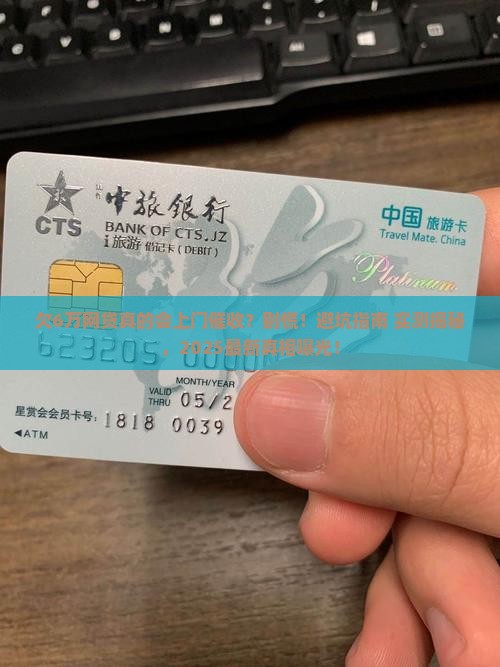 CTS
中旅银行
BANK OF CTS.JZ
i旅游 借记卡 (DEBIT)
中国 旅游卡
Travel Mate. China
Platinum
欠6万网贷真的会上门催收?别慌!避坑指南 实测揭秘
,2025最新真相曝光!
623205
MONTH/YEAR
VALID THRU 05/2
星赏会会员卡号: 1818 0039
◀ATM